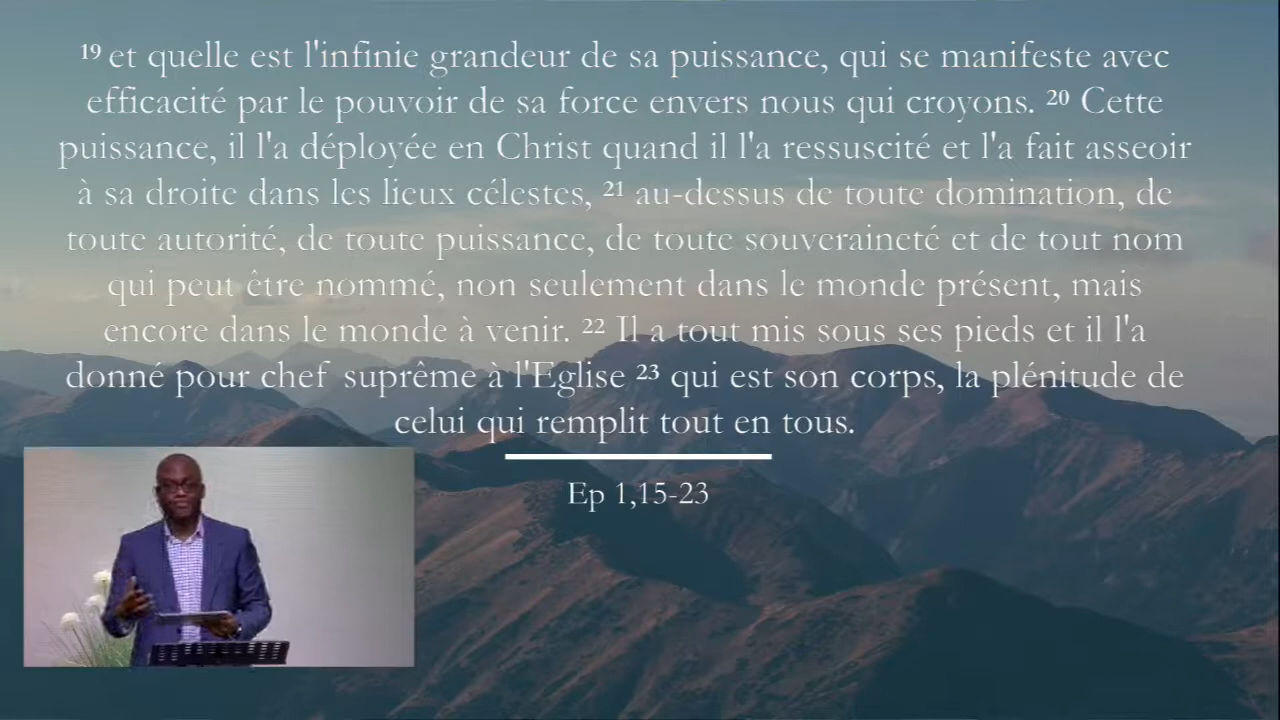 19 et quelle est l'infinie grandeur de sa puissance, qui se manifeste avec
efficacité par le pouvoir de sa force envers nous qui croyons. 20 Cette
puissance, il l'a déployée en Christ quand il l'a ressuscité et l'a fait asseoir
à sa droite dans les lieux célestes, 21 au-dessus de toute domination, de
toute autorité, de toute puissance, de toute souveraineté et de tout nom
qui peut être nommé, non seulement dans le monde présent, mais
encore dans le monde à venir. 22 Il a tout mis sous ses pieds et il l'a
donné pour chef suprême à l'Eglise 23 qui est son corps, la plénitude de
celui qui remplit tout en tous.
Ep 1,15-23